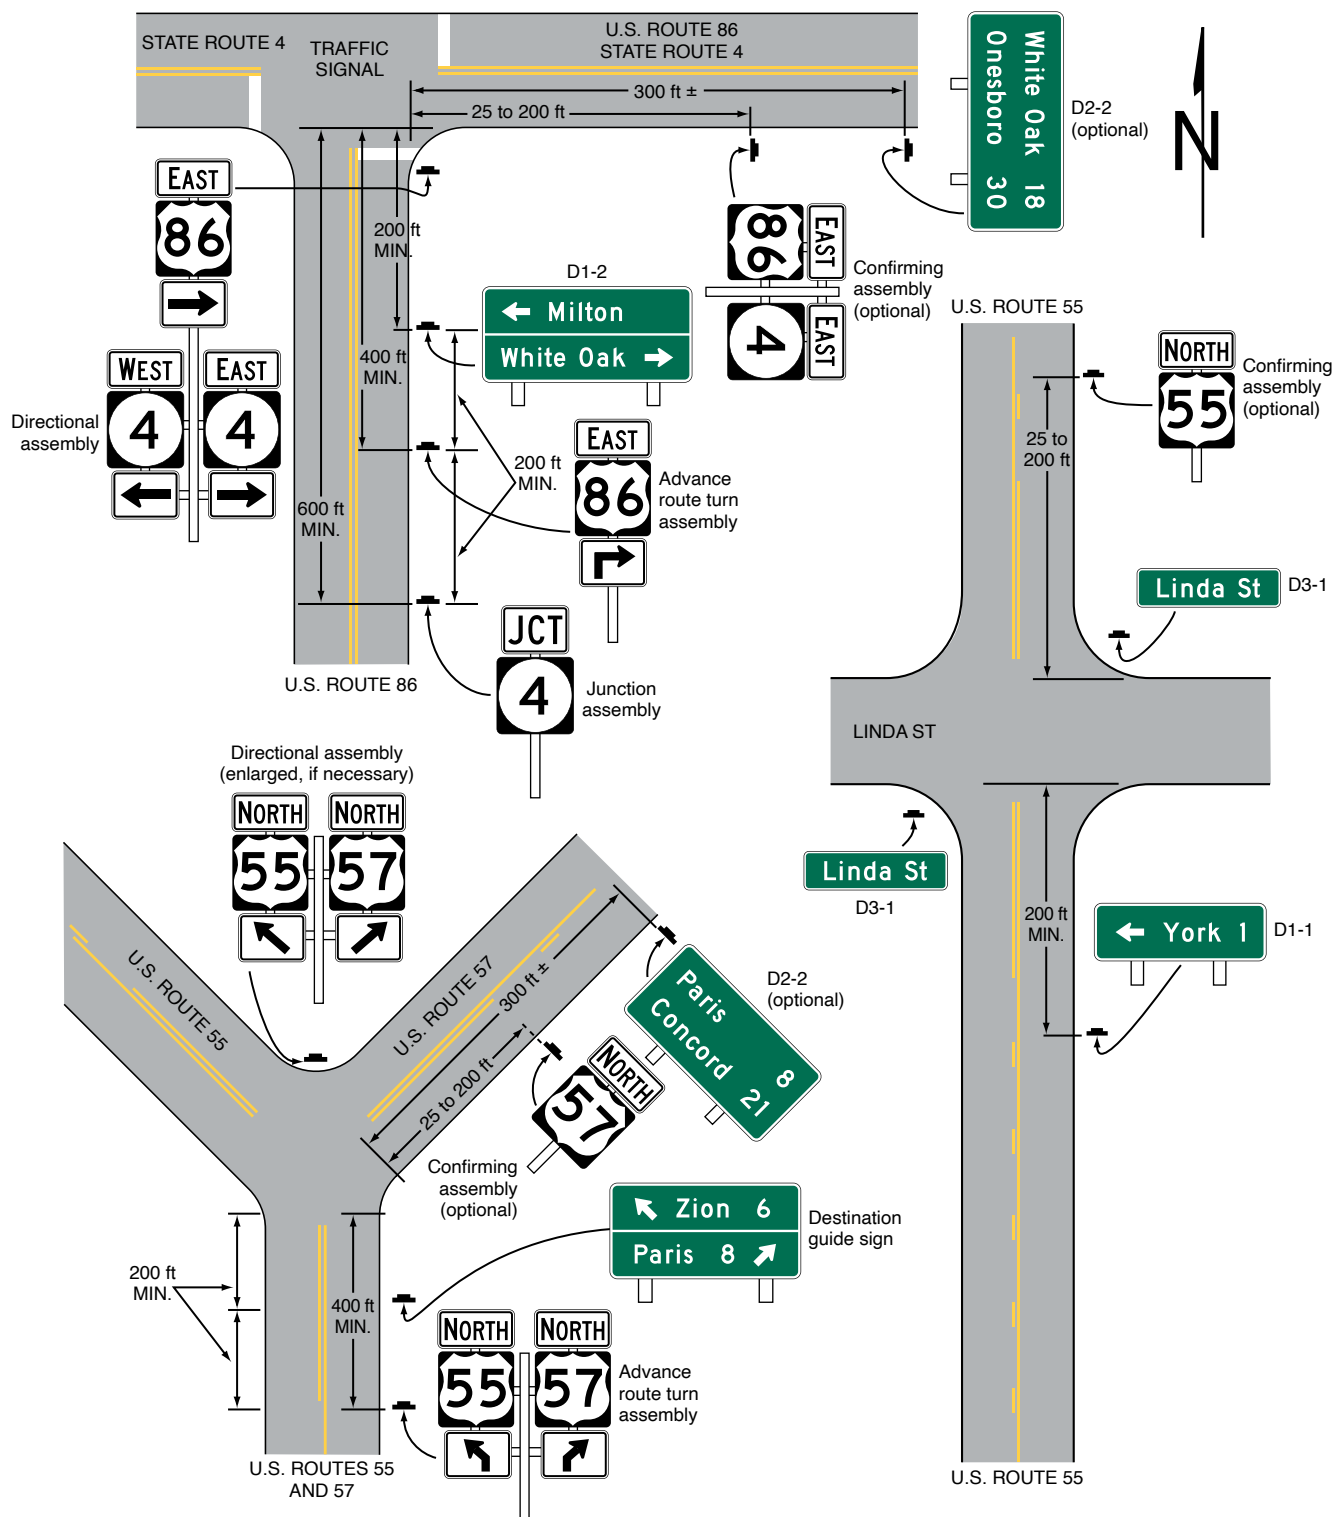 STATE ROUTE 4
TRAFFIC
SIGNAL
U.S. ROUTE 86
STATE ROUTE 4
300 ft ±
25 to 200 ft
White Oak 18
Onesboro 30
D2-2
(optional)
N
EAST
86
200 ft
MIN.
EAST
86
EAST
4
Confirming
assembly
(optional)
D1-2
Milton
White Oak
400 ft
MIN.
WEST
4
EAST
4
Directional
assembly
200 ft
MIN.
EAST
86
Advance
route turn
assembly
600 ft
MIN.
JCT
4
Junction
assembly
U.S. ROUTE 86
U.S. ROUTE 55
NORTH
55
Confirming
assembly
(optional)
25 to
200 ft
Linda St
D3-1
LINDA ST
Linda St
D3-1
200 ft
MIN.
York 1
D1-1
U.S. ROUTE 55
Directional assembly
(enlarged, if necessary)
NORTH
55
NORTH
57
U.S. ROUTE 55
U.S. ROUTE 57
300 ft ±
25 to 200 ft
Paris 8
Concord 21
D2-2
(optional)
NORTH
57
Confirming
assembly
(optional)
Zion 6
Paris 8
Destination
guide sign
200 ft
MIN.
400 ft
MIN.
NORTH
55
NORTH
57
Advance
route turn
assembly
U.S. ROUTES 55
AND 57